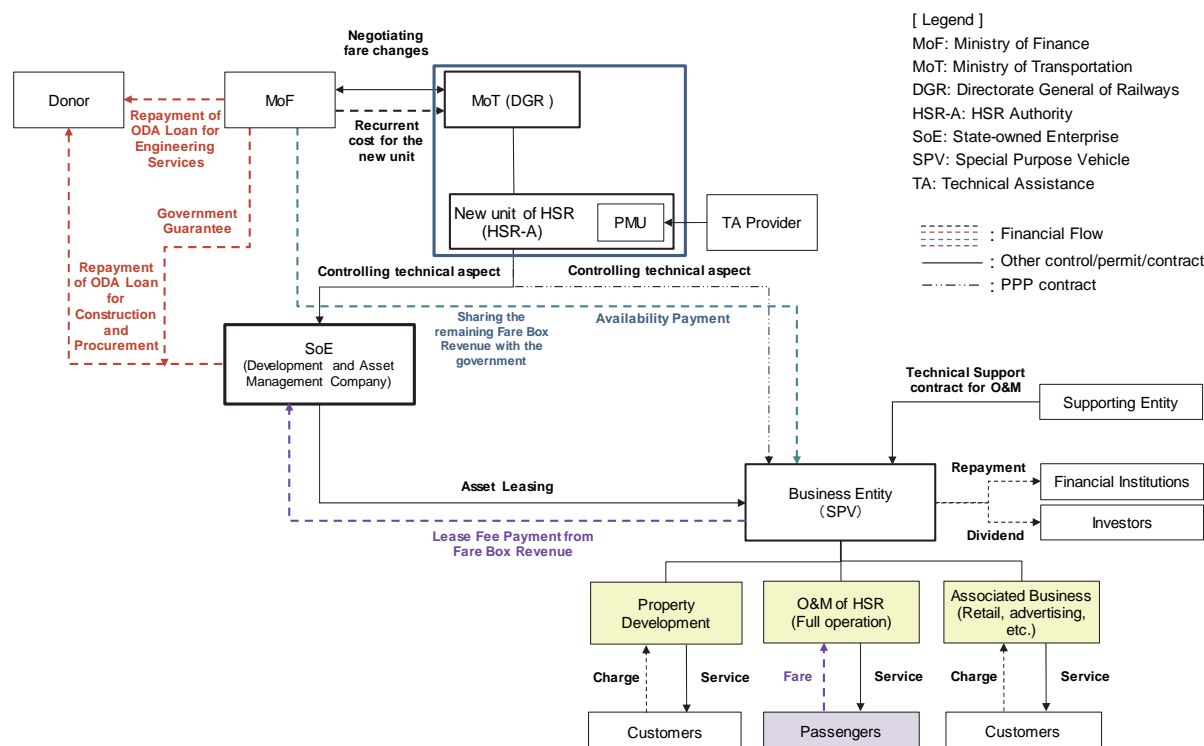 Negotiating
fare changes
[ Legend ]
MoF: Ministry of Finance
MoT: Ministry of Transportation
DGR: Directorate General of Railways
HSR-A: HSR Authority
SoE: State-owned Enterprise
SPV: Special Purpose Vehicle
TA: Technical Assistance
: Financial Flow
: Other control/permit/contract
: PPP contract
Donor
MoF
MoT (DGR )
Repayment of
ODA Loan for
Engineering
Services
Recurrent
cost for the
new unit
Government
Guarantee
New unit of HSR
(HSR-A)
PMU
TA Provider
Repayment
of ODA Loan
for
Construction
and
Procurement
Controlling technical aspect
Controlling technical aspect
Sharing the
remaining Fare Box
Revenue with the
government
Availability Payment
SoE
(Development and Asset
Management Company)
Technical Support
contract for O&M
Supporting Entity
Asset Leasing
Business Entity
(SPV)
Repayment
Financial Institutions
Dividend
Investors
Lease Fee Payment from
Fare Box Revenue
Property
Development
O&M of HSR
(Full operation)
Associated Business
(Retail, advertising,
etc.)
Charge
Service
Fare
Service
Charge
Service
Customers
Passengers
Customers